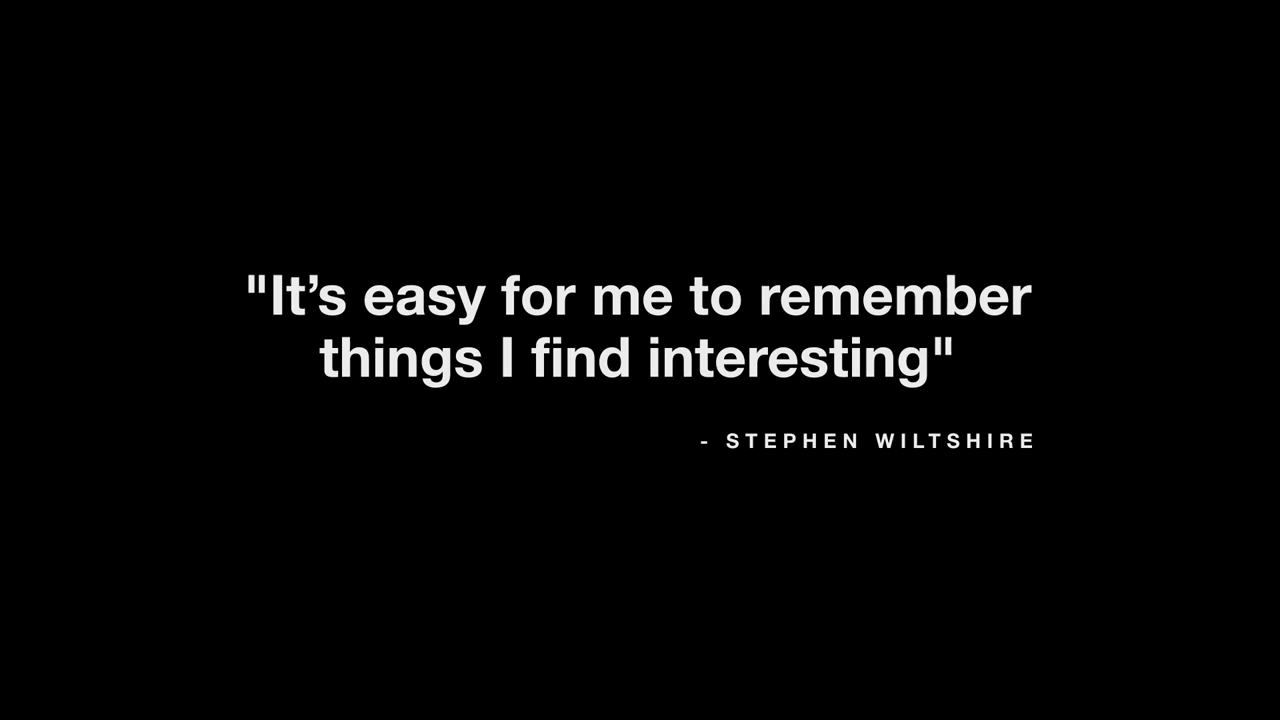 "It’s easy for me to remember
things I find interesting"
- STEPHEN WILTSHIRE